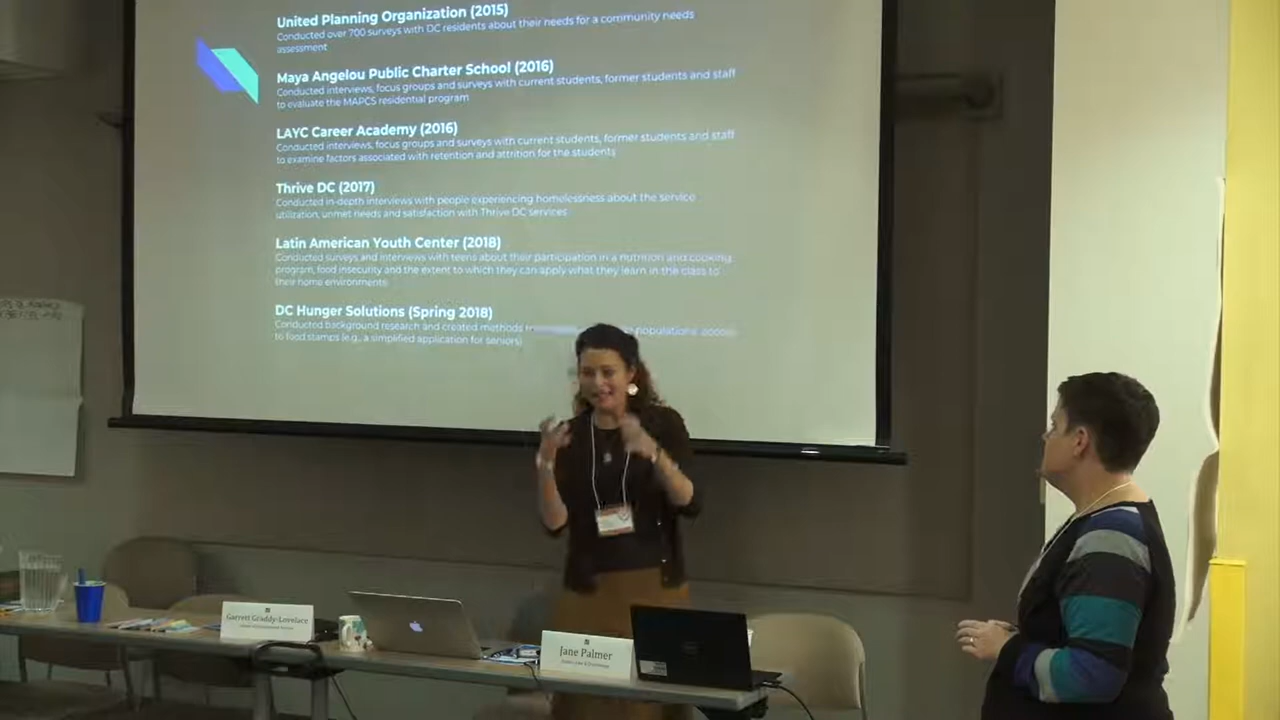 United Planning Organization (2015)
Conducted over 700 surveys with DC residents about their needs for a community needs
assessment
Maya Angelou Public Charter School (2016)
Conducted interviews, focus groups and surveys with current students, former students and staff
to evaluate the MAPCS residential program
LAYC Career Academy (2016)
Conducted interviews, focus groups and surveys with current students, former students and staff
to examine factors associated with retention and attrition for the students
Thrive DC (2017)
Conducted in-depth interviews with people experiencing homelessness about the service
utilization, unmet needs and satisfaction with Thrive DC services
Latin American Youth Center (2018)
Conducted surveys and interviews with teens about their participation in a nutrition and cooking
program, food insecurity and the extent to which they can apply what they learn in the class to
their home environments
DC Hunger Solutions (Spring 2018)
Conducted background research and created methods populations' access
to food stamps (e.g., a simplified application for seniors)
Garrett Graddy-Lovelace
Jane Palmer